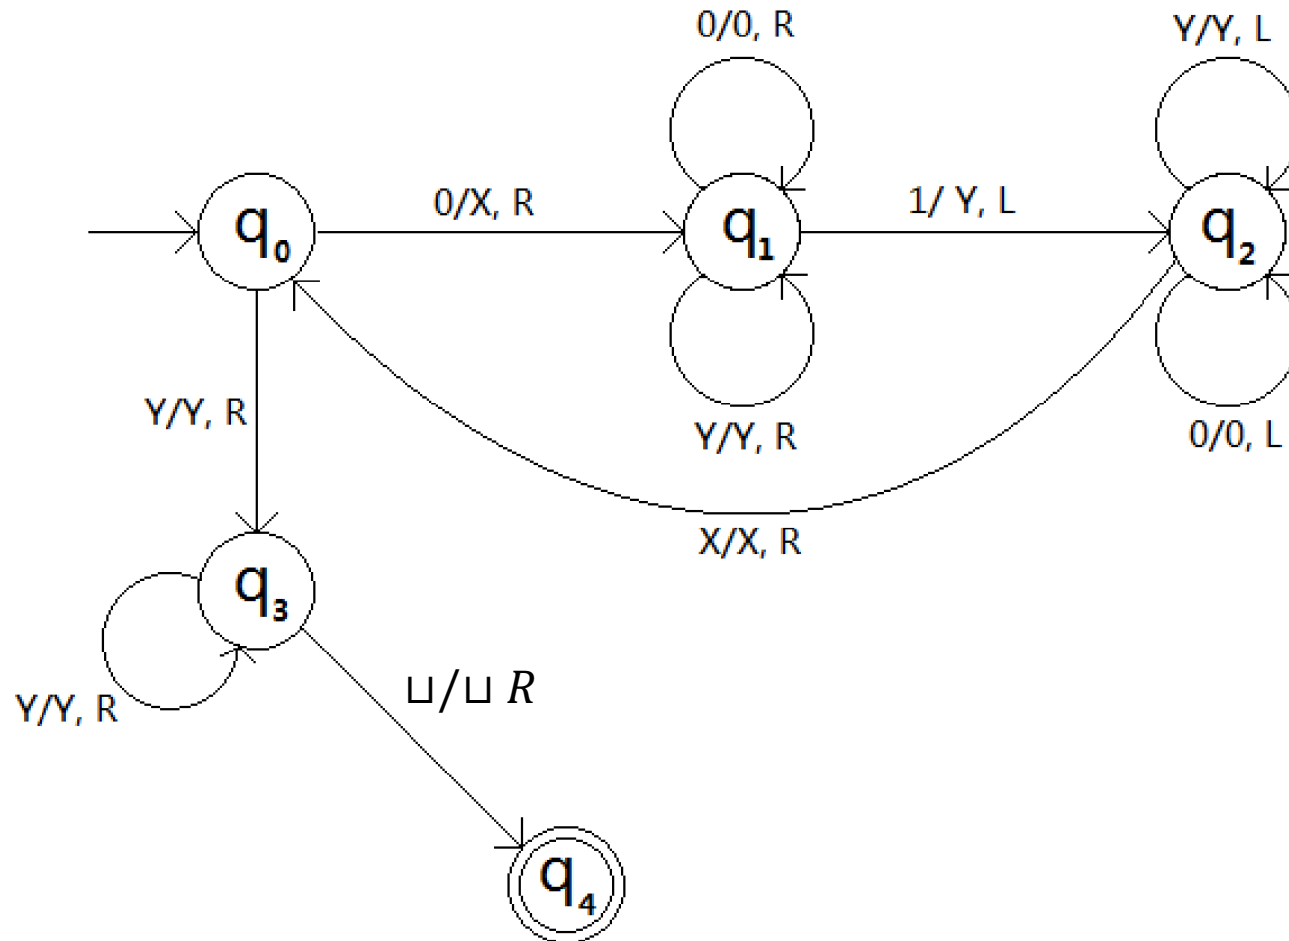 0/0, R
Y/Y, L
q₀
0/X, R
q₁
1/ Y, L
q₂
Y/Y, R
Y/Y, R
0/0, L
X/X, R
q₃
Y/Y, R
⊔/⊔ R
q₄